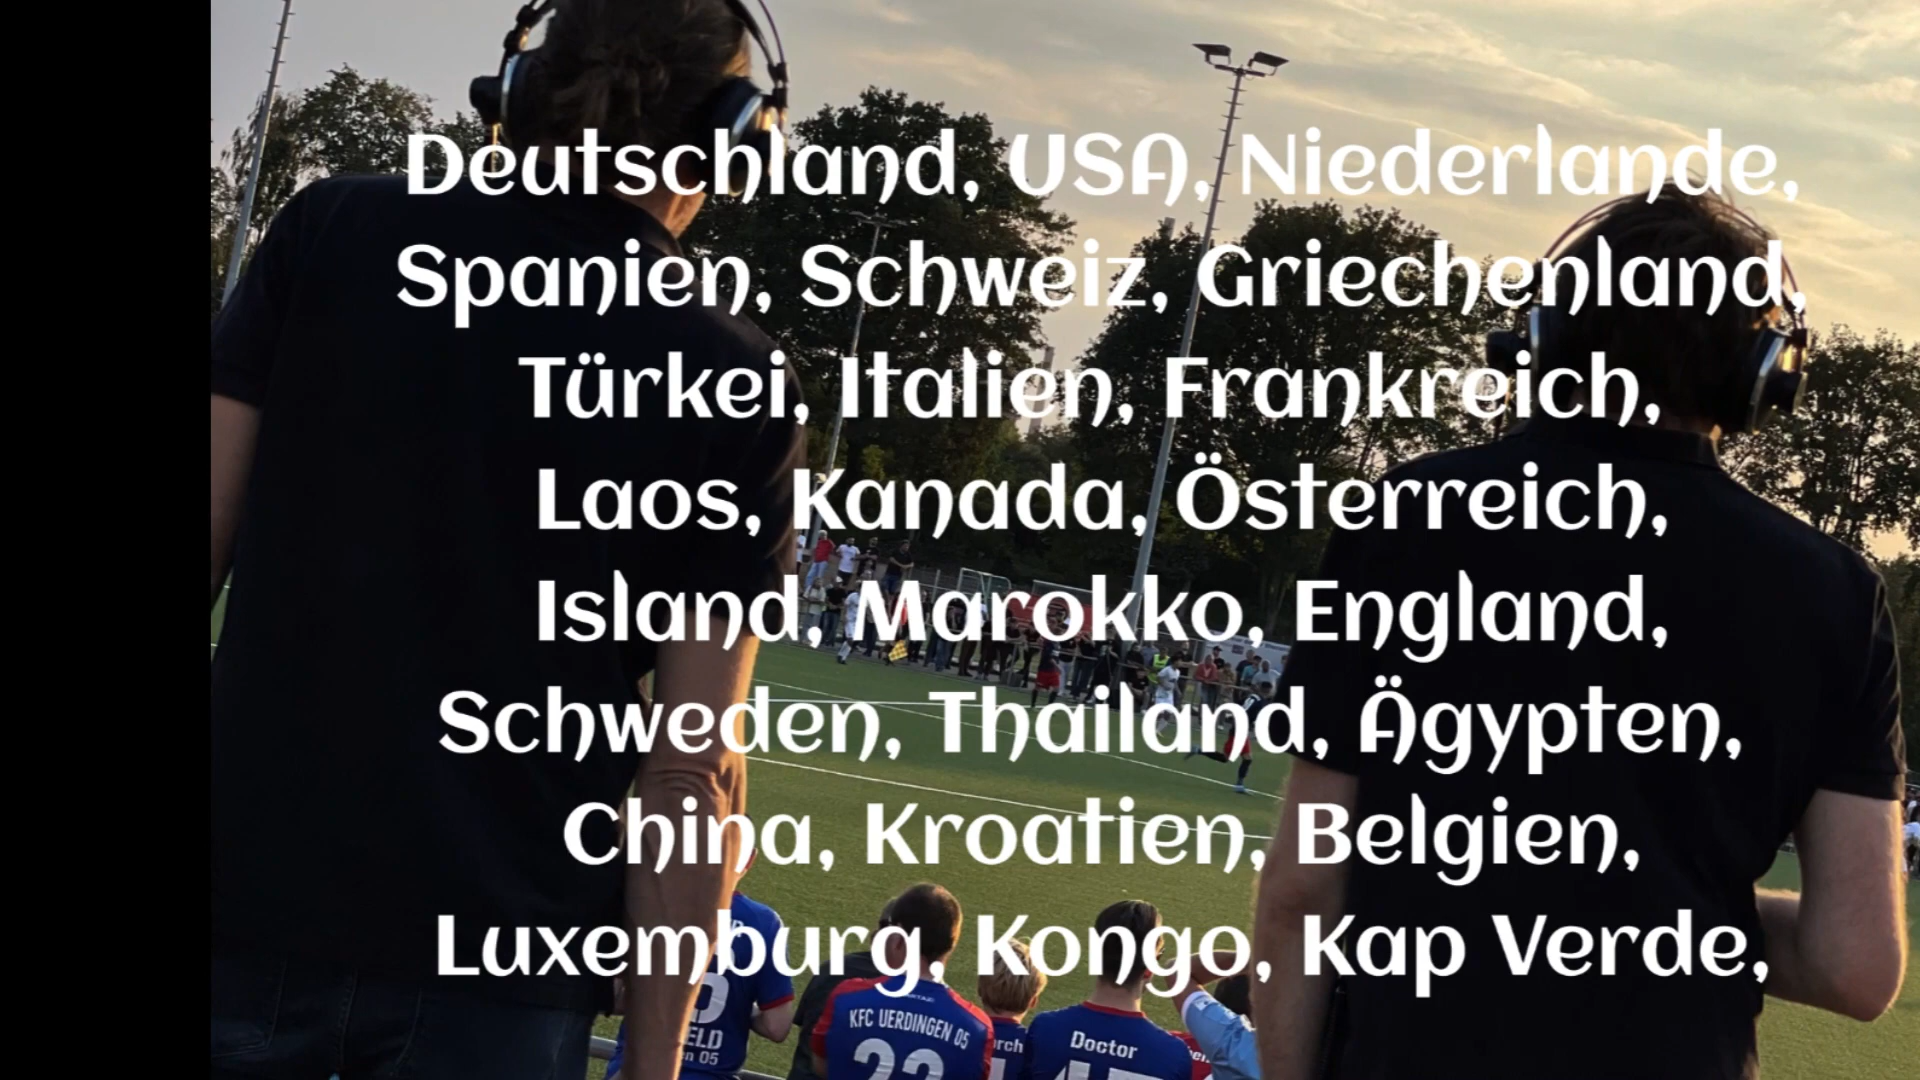 Deutschland, USA, Niederlande,
Spanien, Schweiz, Griechenland,
Türkei, Italien, Frankreich,
Laos, Kanada, Österreich,
Island, Marokko, England,
Schweden, Thailand, Ägypten,
China, Kroatien, Belgien,
Luxemburg, Kongo, Kap Verde,
KFC UERDINGEN 05
Doctor